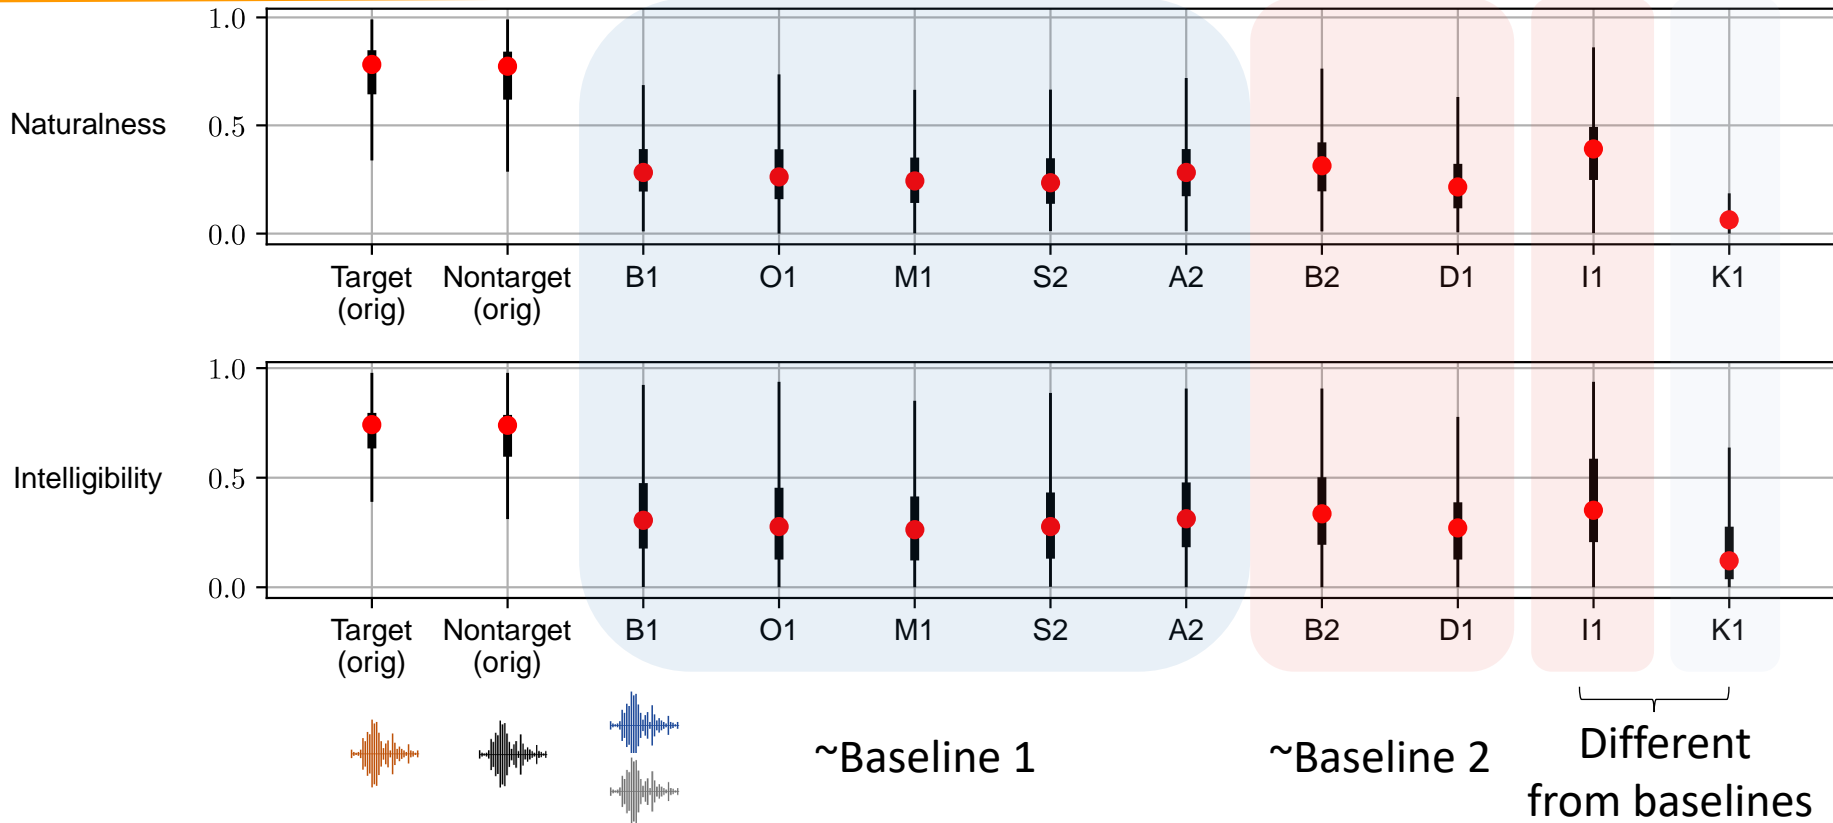 1.0
Naturalness
0.5
0.0
Target
(orig)
Nontarget
(orig)
B1
O1
M1
S2
A2
B2
D1
I1
K1
1.0
Intelligibility
0.5
0.0
Target
(orig)
Nontarget
(orig)
B1
O1
M1
S2
A2
B2
D1
I1
K1
~Baseline 1
~Baseline 2
Different
from baselines